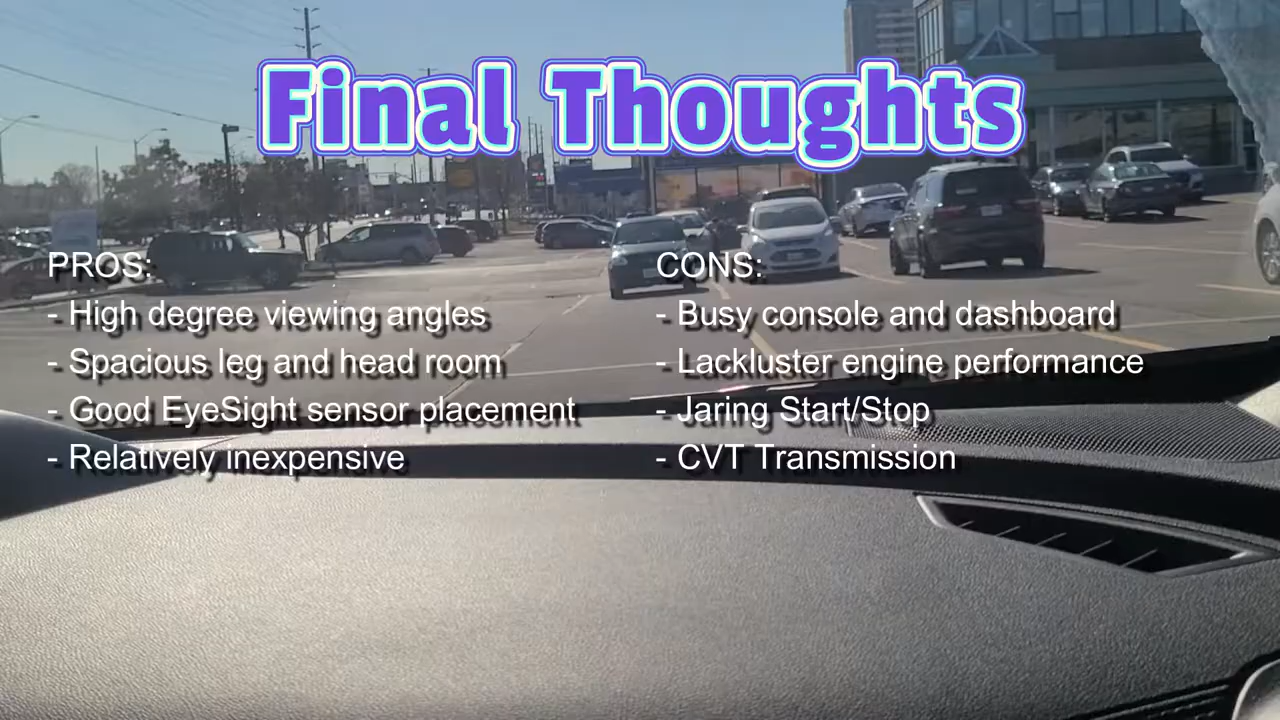 Final Thoughts
PROS:
- High degree viewing angles
- Spacious leg and head room
- Good EyeSight sensor placement
- Relatively inexpensive
CONS:
- Busy console and dashboard
- Lackluster engine performance
- Jaring Start/Stop
- CVT Transmission